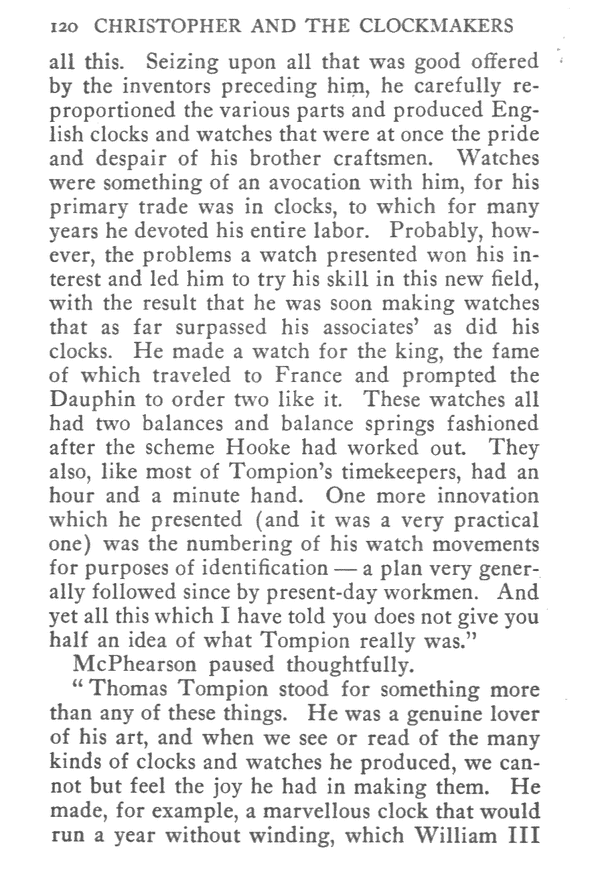 120 CHRISTOPHER AND THE CLOCKMAKERS
all this. Seizing upon all that was good offered
by the inventors preceding him, he carefully re-
proportioned the various parts and produced Eng-
lish clocks and watches that were at once the pride
and despair of his brother craftsmen. Watches
were something of an avocation with him, for his
primary trade was in clocks, to which for many
years he devoted his entire labor. Probably, how-
ever, the problems a watch presented won his in-
terest and led him to try his skill in this new field,
with the result that he was soon making watches
that as far surpassed his associates' as did his
clocks. He made a watch for the king, the fame
of which traveled to France and prompted the
Dauphin to order two like it. These watches all
had two balances and balance springs fashioned
after the scheme Hooke had worked out. They
also, like most of Tompion's timekeepers, had an
hour and a minute hand. One more innovation
which he presented (and it was a very practical
one) was the numbering of his watch movements
for purposes of identification — a plan very gener-
ally followed since by present-day workmen. And
yet all this which I have told you does not give you
half an idea of what Tompion really was."
McPhearson paused thoughtfully.
"Thomas Tompion stood for something more
than any of these things. He was a genuine lover
of his art, and when we see or read of the many
kinds of clocks and watches he produced, we can-
not but feel the joy he had in making them. He
made, for example, a marvellous clock that would
run a year without winding, which William III